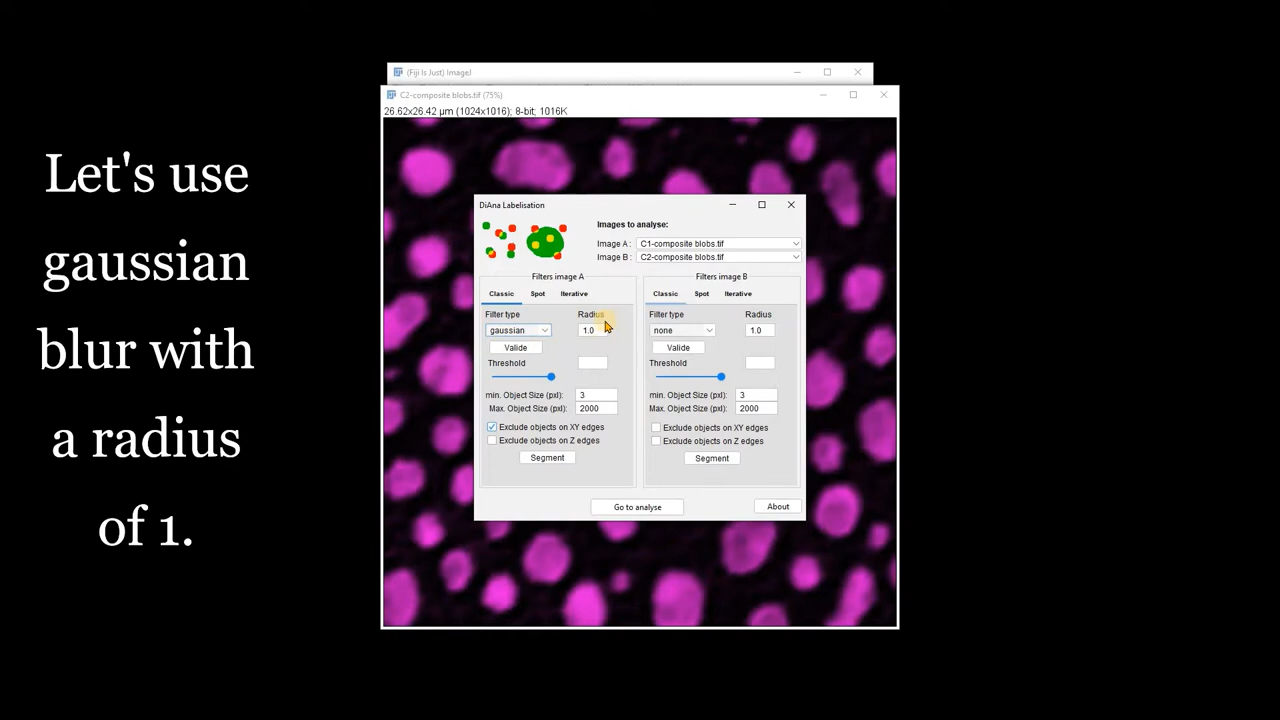 Let's use
gaussian
blur with
a radius
of 1.
(Fiji Is Just) ImageJ
C2-composite blobs.tif (75%)
26.62x26.42 µm (1024x1016); 8-bit; 1016K
DiAna Labelisation
Images to analyse:
Image A : C1-composite blobs.tif
Image B : C2-composite blobs.tif
Filters image A
Classic Spot Iterative
Filter type Radius
gaussian 1.0
Valide
Threshold
min. Object Size (pxl): 3
Max. Object Size (pxl): 2000
Exclude objects on XY edges
Exclude objects on Z edges
Segment
Filters image B
Classic Spot Iterative
Filter type Radius
none 1.0
Valide
Threshold
min. Object Size (pxl): 3
Max. Object Size (pxl): 2000
Exclude objects on XY edges
Exclude objects on Z edges
Segment
Go to analyse
About